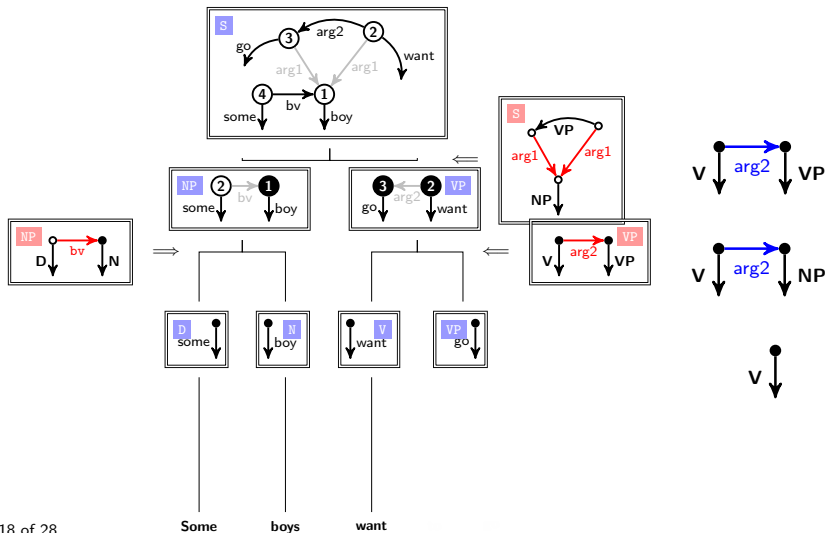 S
3
2
arg2
go
want
arg1
arg1
4
1
bv
some
boy
S
VP
arg1
arg1
NP
V
arg2
VP
NP
2
1
bv
some
boy
3
2
VP
arg2
go
want
NP
bv
D
N
VP
V
arg2
VP
V
arg2
NP
D
some
N
boy
V
want
VP
go
V
18 of 28
Some boys want